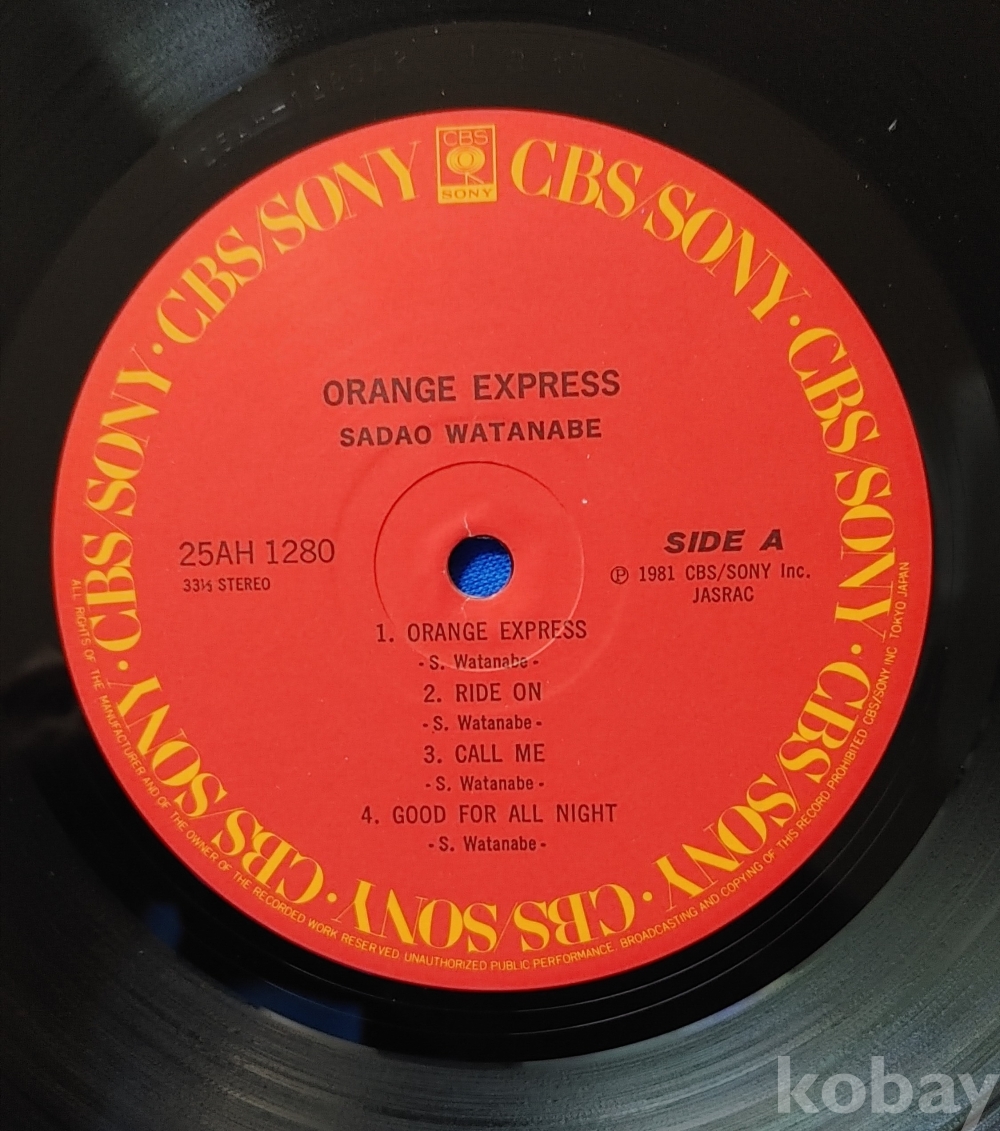 CBS
SONY
CBS/SONY · CBS/SONY · CBS/SONY · CBS/SONY · CBS/SONY · CBS/SONY · CBS/SONY · CBS/SONY
ORANGE EXPRESS
SADAO WATANABE
25AH 1280
33⅓ STEREO
SIDE A
℗ 1981 CBS/SONY Inc.
JASRAC
1. ORANGE EXPRESS
- S. Watanabe -
2. RIDE ON
- S. Watanabe -
3. CALL ME
- S. Watanabe -
4. GOOD FOR ALL NIGHT
- S. Watanabe -
ALL RIGHTS OF THE MANUFACTURER AND OF THE OWNER OF THE RECORDED WORK RESERVED UNAUTHORIZED PUBLIC PERFORMANCE, BROADCASTING AND COPYING OF THIS RECORD PROHIBITED CBS/SONY INC. TOKYO JAPAN
kobay